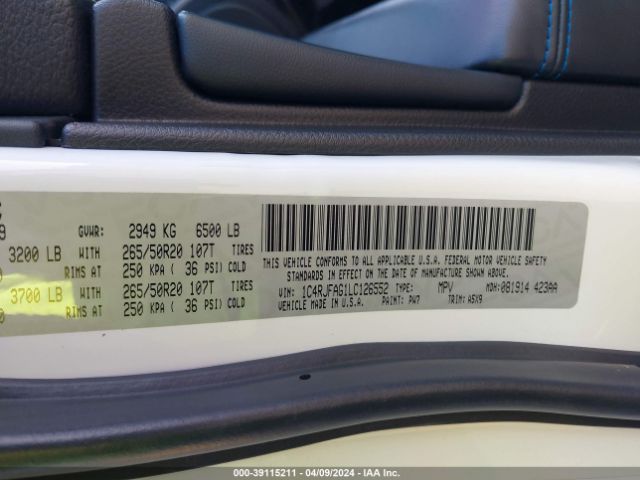 GVWR: 2949 KG 6500 LB
3200 LB WITH 265/50R20 107T TIRES
RIMS AT 250 KPA ( 36 PSI) COLD
3700 LB WITH 265/50R20 107T TIRES
RIMS AT 250 KPA ( 36 PSI) COLD
THIS VEHICLE CONFORMS TO ALL APPLICABLE U.S.A. FEDERAL MOTOR VEHICLE SAFETY
STANDARDS IN EFFECT ON THE DATE OF MANUFACTURE SHOWN ABOVE.
VIN: 1C4RJFAG1LC126552 TYPE: MPV MDH: 081914 423AA
VEHICLE MADE IN U.S.A. PAINT: PW7 TRIM: A5X9
000-39115211 - 04/09/2024 - IAA Inc.